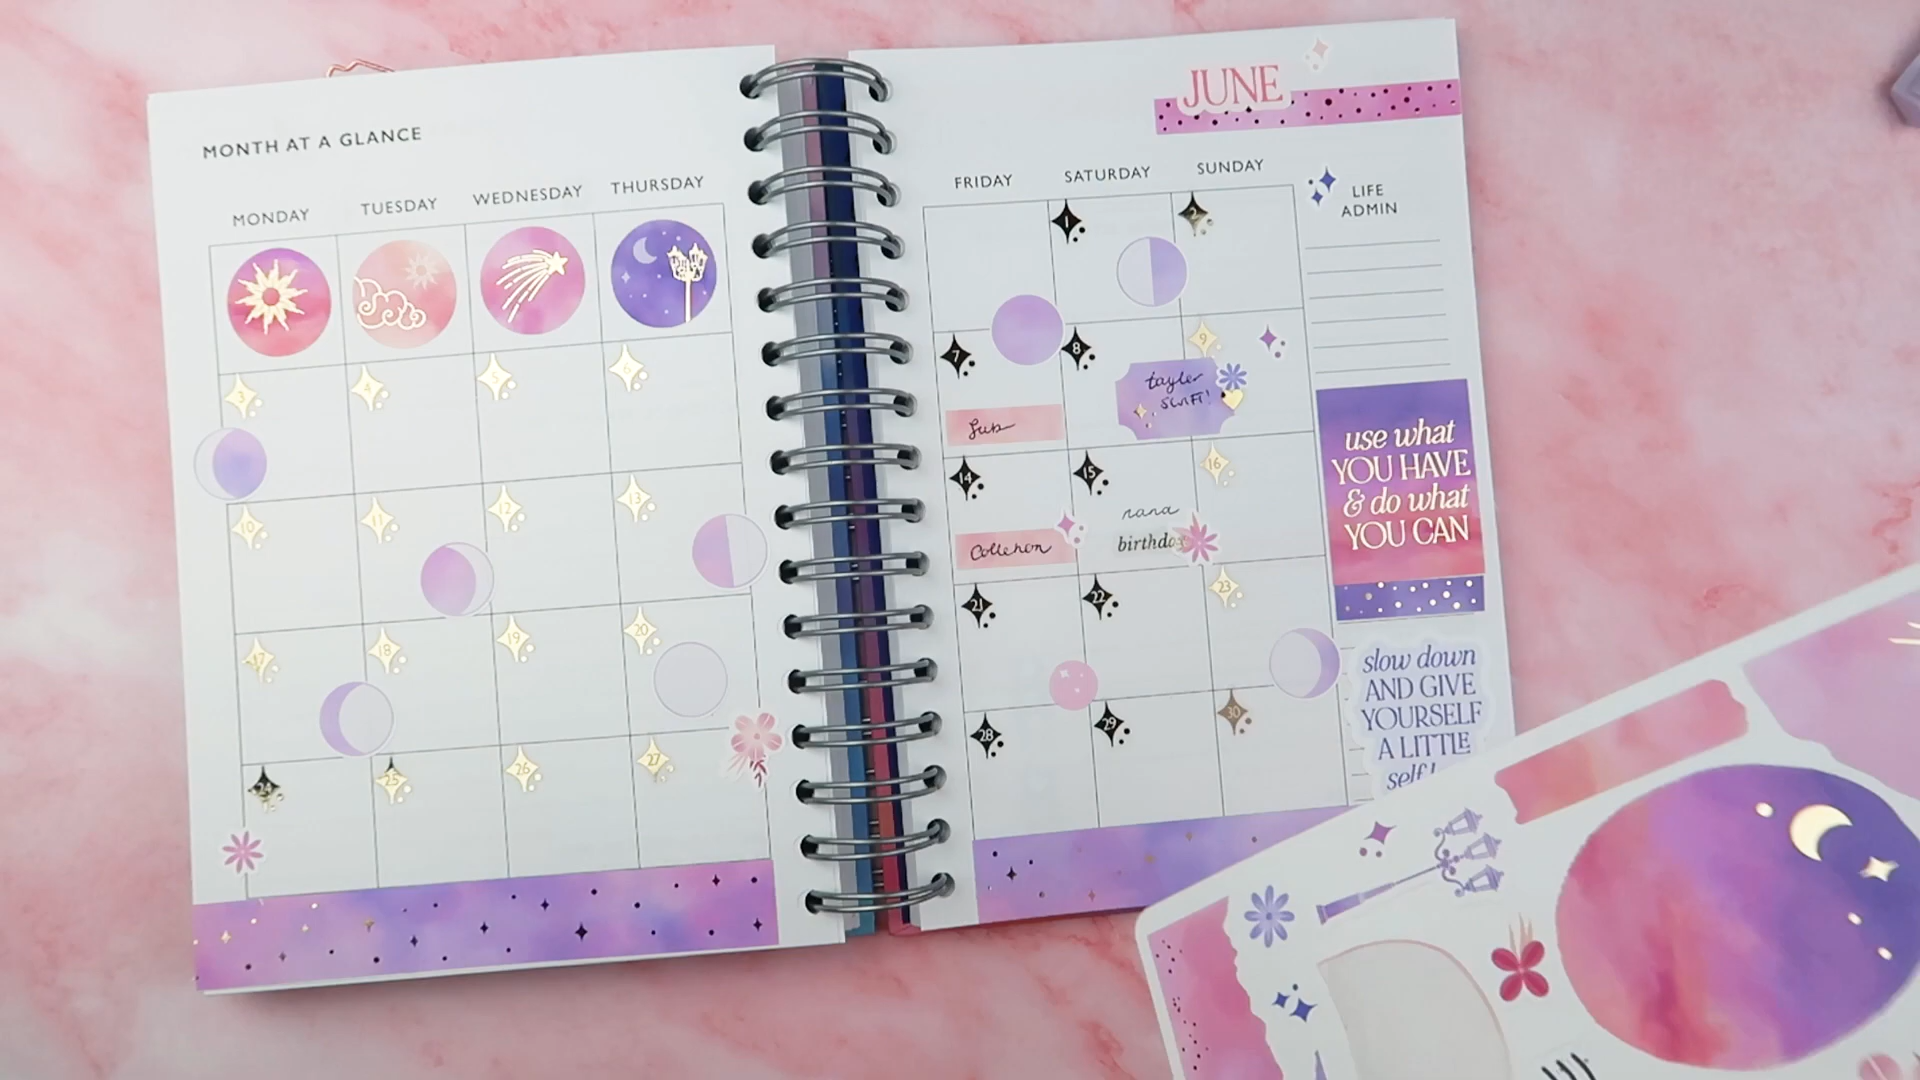 MONTH AT A GLANCE
MONDAY TUESDAY WEDNESDAY THURSDAY
3 4 5 6
10 11 12 13
17 18 19 20
24 25 26 27
JUNE
FRIDAY SATURDAY SUNDAY
1 2
7 8 9
tayler
swift!
14 15 16
Collection
nana
birthday
21 22 23
28 29 30
LIFE
ADMIN
use what
YOU HAVE
& do what
YOU CAN
slow down
AND GIVE
YOURSELF
A LITTLE
self